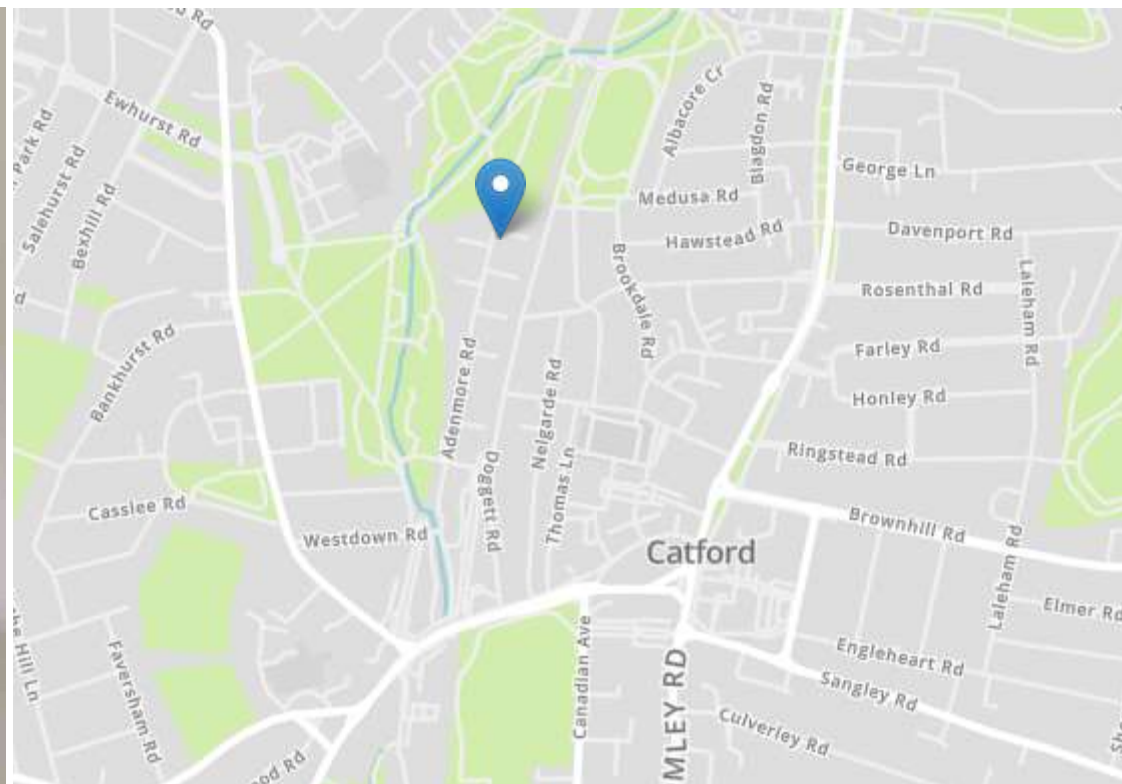 Ewhurst Rd
Park Rd
Salehurst Rd
Bexhill Rd
Albacore Cr
Blagdon Rd
George Ln
Medusa Rd
Hawstead Rd
Davenport Rd
Brookdale Rd
Rosenthal Rd
Laleham Rd
Bankhurst Rd
Adenmore Rd
Nelgarde Rd
Farley Rd
Honley Rd
Ringstead Rd
Doggett Rd
Thomas Ln
Casslee Rd
Westdown Rd
Catford
Brownhill Rd
Laleham Rd
Elmer Rd
Faversham Rd
Hill Ln
Canadian Ave
MLEY RD
Engleheart Rd
Sangley Rd
Culverley Rd